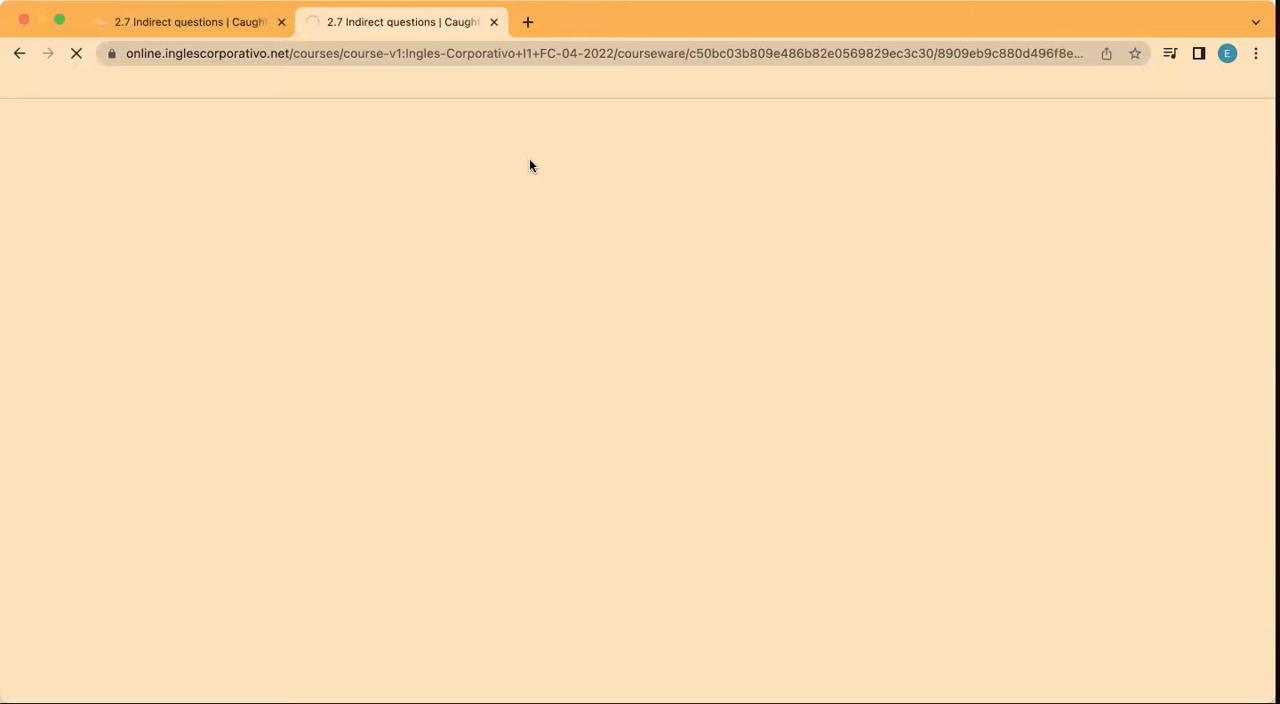 2.7 Indirect questions | Caught
2.7 Indirect questions | Caught
online.inglescorporativo.net/courses/course-v1:Ingles-Corporativo+I1+FC-04-2022/courseware/c50bc03b809e486b82e0569829ec3c30/8909eb9c880d496f8e...
E